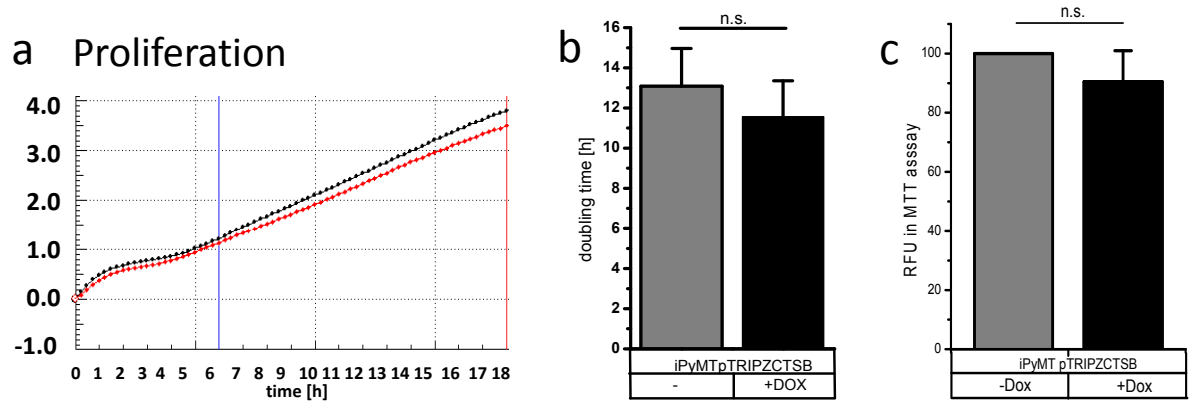 a Proliferation
4.0
3.0
2.0
1.0
0.0
-1.0
0 1 2 3 4 5 6 7 8 9 10 11 12 13 14 15 16 17 18
time [h]
b
n.s.
16
14
12
10
8
6
4
2
0
doubling time [h]
iPyMTpTRIPZCTSB
- +DOX
c
n.s.
100
80
60
40
20
0
RFU in MTT asssay
iPyMT pTRIPZCTSB
-Dox +Dox